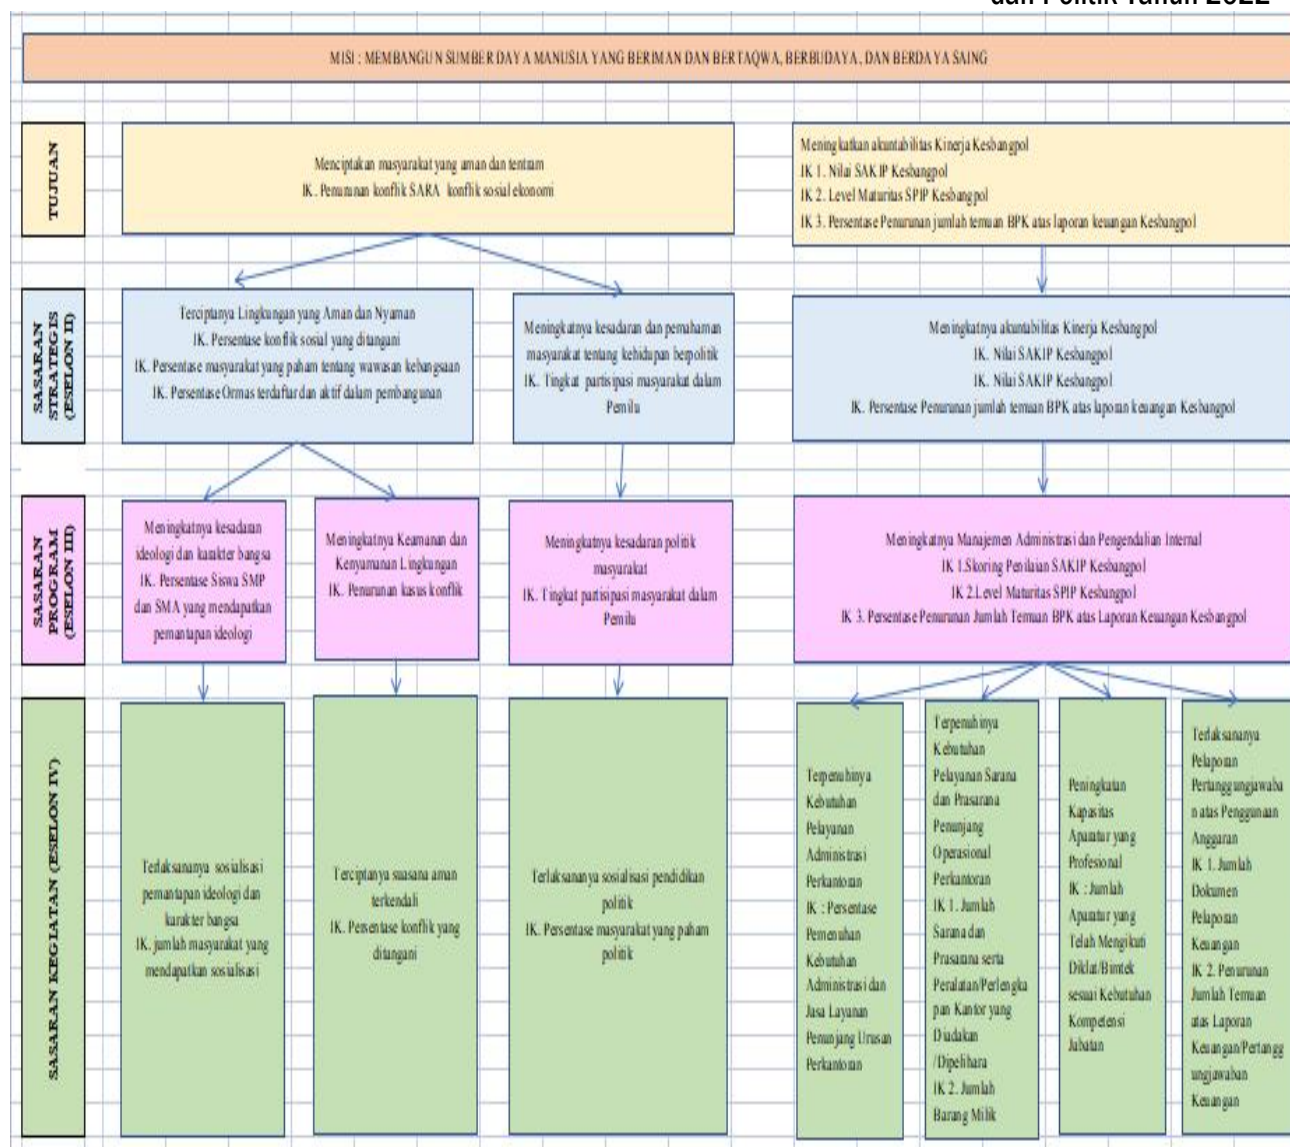 dan Politik Tahun 2022
MISI : MEMBANGUN SUMBER DAYA MANUSIA YANG BERIMAN DAN BERTAQWA, BERBUDAYA, DAN BERDAYA SAING
TUJUAN
Menciptakan masyarakat yang aman dan tentram
IK. Penurunan konflik SARA konflik sosial ekonomi
Meningkatkan akuntabilitas Kinerja Kesbangpol
IK 1. Nilai SAKIP Kesbangpol
IK 2. Level Maturitas SPIP Kesbangpol
IK 3. Persentase Penurunan jumlah temuan BPK atas laporan keuangan Kesbangpol
SASARAN
STRATEGIS
(ESELON II)
Terciptanya Lingkungan yang Aman dan Nyaman
IK. Persentase konflik sosial yang ditangani
IK. Persentase masyarakat yang paham tentang wawasan kebangsaan
IK. Persentase Ormas terdaftar dan aktif dalam pembangunan
Meningkatnya kesadaran dan pemahaman
masyarakat tentang kehidupan berpolitik
IK. Tingkat partisipasi masyarakat dalam
Pemilu
Meningkatnya akuntabilitas Kinerja Kesbangpol
IK. Nilai SAKIP Kesbangpol
IK. Nilai SAKIP Kesbangpol
IK. Persentase Penurunan jumlah temuan BPK atas laporan keuangan Kesbangpol
SASARAN
PROGRAM
(ESELON III)
Meningkatnya kesadaran
ideologi dan karakter bangsa
IK. Persentase Siswa SMP
dan SMA yang mendapatkan
pemantapan ideologi
Meningkatnya Keamanan dan
Kenyamanan Lingkungan
IK. Penurunan kasus konflik
Meningkatnya kesadaran politik
masyarakat
IK. Tingkat partisipasi masyarakat dalam
Pemilu
Meningkatnya Manajemen Administrasi dan Pengendalian Internal
IK 1.Skoring Penilaian SAKIP Kesbangpol
IK 2.Level Maturitas SPIP Kesbangpol
IK 3. Persentase Penurunan Jumlah Temuan BPK atas Laporan Keuangan Kesbangpol
SASARAN KEGIATAN (ESELON IV)
Terlaksananya sosialisasi
pemantapan ideologi dan
karakter bangsa
IK. jumlah masyarakat yang
mendapatkan sosialisasi
Terciptanya suasana aman
terkendali
IK. Persentase konflik yang
ditangani
Terlaksananya sosialisasi pendidikan
politik
IK. Persentase masyarakat yang paham
politik
Terpenuhinya
Kebutuhan
Pelayanan
Administrasi
Perkantoran
IK : Persentase
Pemenuhan
Kebutuhan
Administrasi dan
Jasa Layanan
Penunjang Urusan
Perkantoran
Terpenuhinya
Kebutuhan
Pelayanan Sarana
dan Prasarana
Penunjang
Operasional
Perkantoran
IK 1. Jumlah
Sarana dan
Prasarana serta
Peralatan/Perlengka
pan Kantor yang
Diadakan
/Dipelihara
IK 2. Jumlah
Barang Milik
Peningkatan
Kapasitas
Aparatur yang
Profesional
IK : Jumlah
Aparatur yang
Telah Mengikuti
Diklat/Bimtek
sesuai Kebutuhan
Kompetensi
Jabatan
Terlaksananya
Pelaporan
Pertanggungjawaba
n atas Penggunaan
Anggaran
IK 1. Jumlah
Dokumen
Pelaporan
Keuangan
IK 2. Penurunan
Jumlah Temuan
atas Laporan
Keuangan/Pertangg
ungjawaban
Keuangan